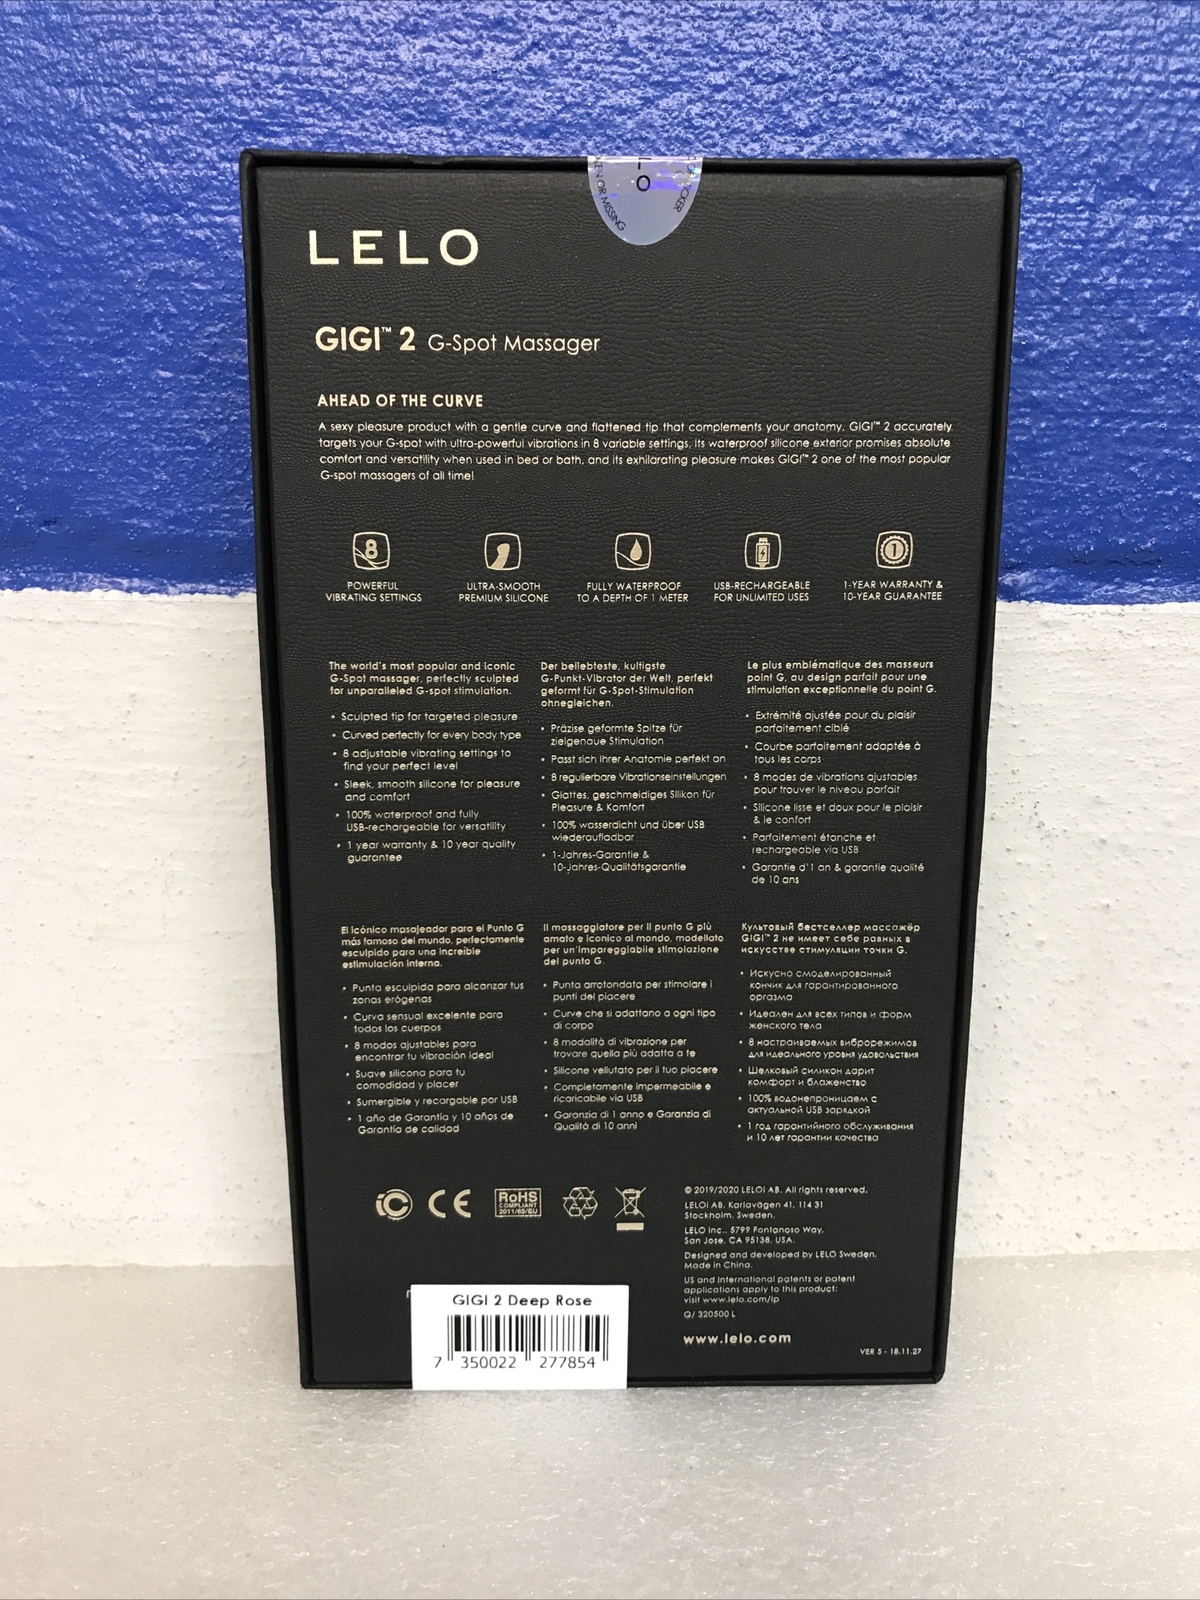 EN OR MISSING
LO
LELO
GIGI™ 2 G-Spot Massager
AHEAD OF THE CURVE
A sexy pleasure product with a gentle curve and flattened tip that complements your anatomy, GIGI™ 2 accurately
targets your G-spot with ultra-powerful vibrations in 8 variable settings. Its waterproof silicone exterior promises absolute
comfort and versatility when used in bed or bath, and its exhilarating pleasure makes GIGI™ 2 one of the most popular
G-spot massagers of all time!
8
POWERFUL
VIBRATING SETTINGS
ULTRA-SMOOTH
PREMIUM SILICONE
FULLY WATERPROOF
TO A DEPTH OF 1 METER
USB-RECHARGEABLE
FOR UNLIMITED USES
1
1-YEAR WARRANTY &
10-YEAR GUARANTEE
The world's most popular and iconic
G-Spot massager, perfectly sculpted
for unparalleled G-spot stimulation.
• Sculpted tip for targeted pleasure
• Curved perfectly for every body type
• 8 adjustable vibrating settings to
find your perfect level
• Sleek, smooth silicone for pleasure
and comfort
• 100% waterproof and fully
USB-rechargeable for versatility
• 1 year warranty & 10 year quality
guarantee
Der beliebteste, kultigste
G-Punkt-Vibrator der Welt, perfekt
geformt für G-Spot-Stimulation
ohnegleichen.
• Präzise geformte Spitze für
zielgenaue Stimulation
• Passt sich Ihrer Anatomie perfekt an
• 8 regulierbare Vibrationseinstellungen
• Glattes, geschmeidiges Silikon für
Pleasure & Komfort
• 100% wasserdicht und über USB
wiederaufladbar
• 1-Jahres-Garantie &
10-Jahres-Qualitätsgarantie
Le plus emblématique des masseurs
point G, au design parfait pour une
stimulation exceptionnelle du point G.
• Extrémité ajustée pour du plaisir
parfaitement ciblé
• Courbe parfaitement adaptée à
tous les corps
• 8 modes de vibrations ajustables
pour trouver le niveau parfait
• Silicone lisse et doux pour le plaisir
& le confort
• Parfaitement étanche et
rechargeable via USB
• Garantie d'1 an & garantie qualité
de 10 ans
El icónico masajeador para el Punto G
más famoso del mundo, perfectamente
esculpido para una increíble
estimulación interna.
• Punta esculpida para alcanzar tus
zonas erógenas
• Curva sensual excelente para
todos los cuerpos
• 8 modos ajustables para
encontrar tu vibración ideal
• Suave silicona para tu
comodidad y placer
• Sumergible y recargable por USB
• 1 año de Garantía y 10 años de
Garantía de calidad
Il massaggiatore per il punto G più
amato e iconico al mondo, modellato
per un'impareggiabile stimolazione
del punto G.
• Punta arrotondata per stimolare i
punti del piacere
• Curve che si adattano a ogni tipo
di corpo
• 8 modalità di vibrazione per
trovare quella più adatta a te
• Silicone vellutato per il tuo piacere
• Completamente impermeabile e
ricaricabile via USB
• Garanzia di 1 anno e Garanzia di
Qualità di 10 anni
Культовый бестселлер массажёр
GIGI™ 2 не имеет себе равных в
искусстве стимуляции точки G.
• Искусно смоделированный
кончик для гарантированного
оргазма
• Идеален для всех типов и форм
женского тела
• 8 настраиваемых виброрежимов
для идеального уровня удовольствия
• Шелковый силикон дарит
комфорт и блаженство
• 100% водонепроницаем с
актуальной USB зарядкой
• 1 год гарантийного обслуживания
и 10 лет гарантии качества
CE
RoHS
COMPLIANT
2011/65/EU
© 2019/2020 LELOi AB. All rights reserved.
LELOi AB, Karlavägen 41, 114 31
Stockholm, Sweden.
LELO Inc., 5799 Fontanoso Way,
San Jose, CA 95138, USA.
Designed and developed by LELO Sweden.
Made in China.
US and International patents or patent
applications apply to this product:
visit www.lelo.com/ip
Q/ 320500 L
www.lelo.com
VER 5 - 18.11.27
GIGI 2 Deep Rose
7 350022 277854